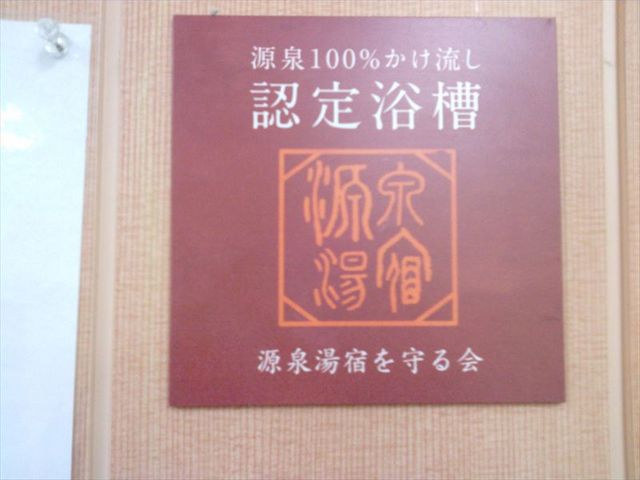 源泉100%かけ流し
認定浴槽
源泉
湯宿
源泉湯宿を守る会